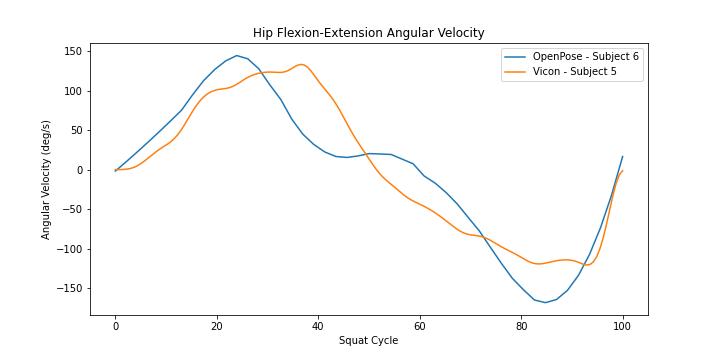 Hip Flexion-Extension Angular Velocity
OpenPose - Subject 6
Vicon - Subject 5
Angular Velocity (deg/s)
150
100
50
0
−50
−100
−150
0 20 40 60 80 100
Squat Cycle